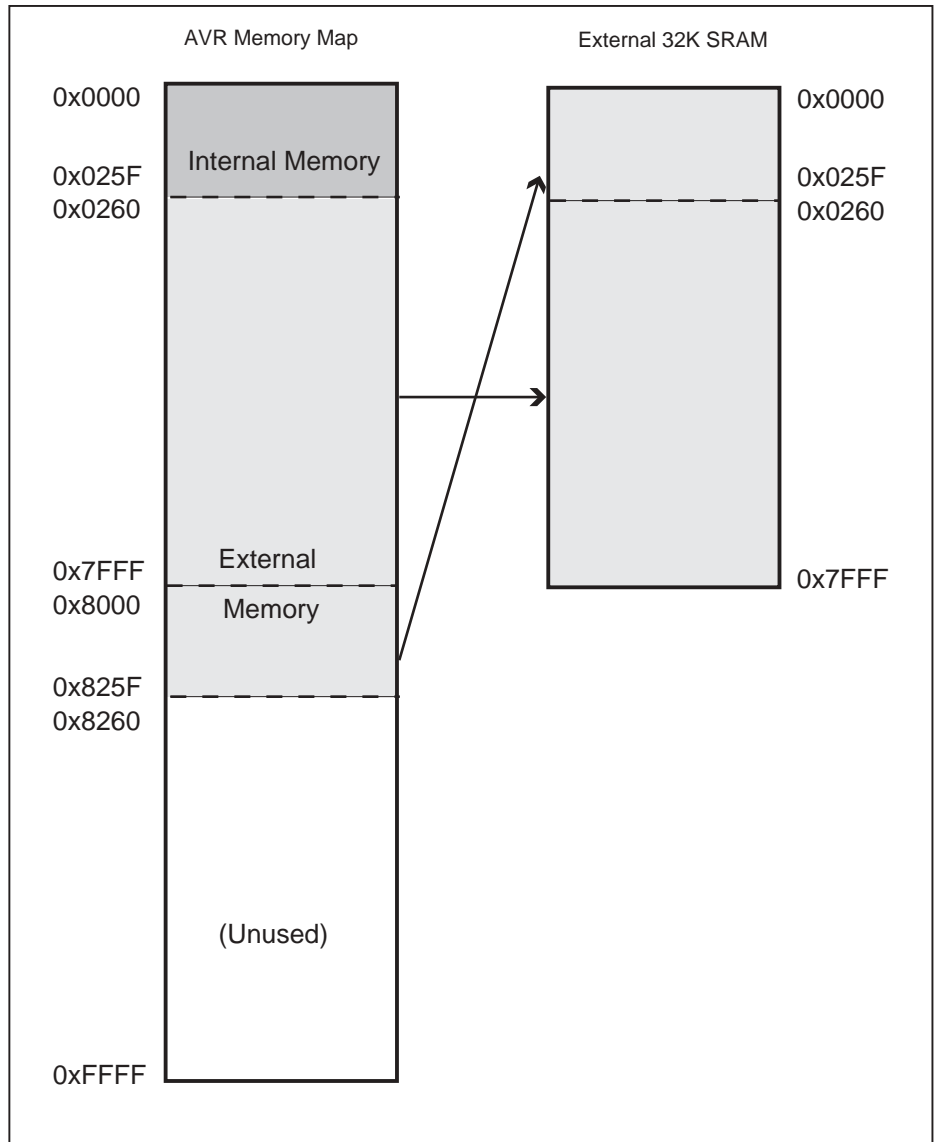 AVR Memory Map
0x0000
Internal Memory
0x025F
0x0260
External
0x7FFF
0x8000
Memory
0x825F
0x8260
(Unused)
0xFFFF
External 32K SRAM
0x0000
0x025F
0x0260
0x7FFF